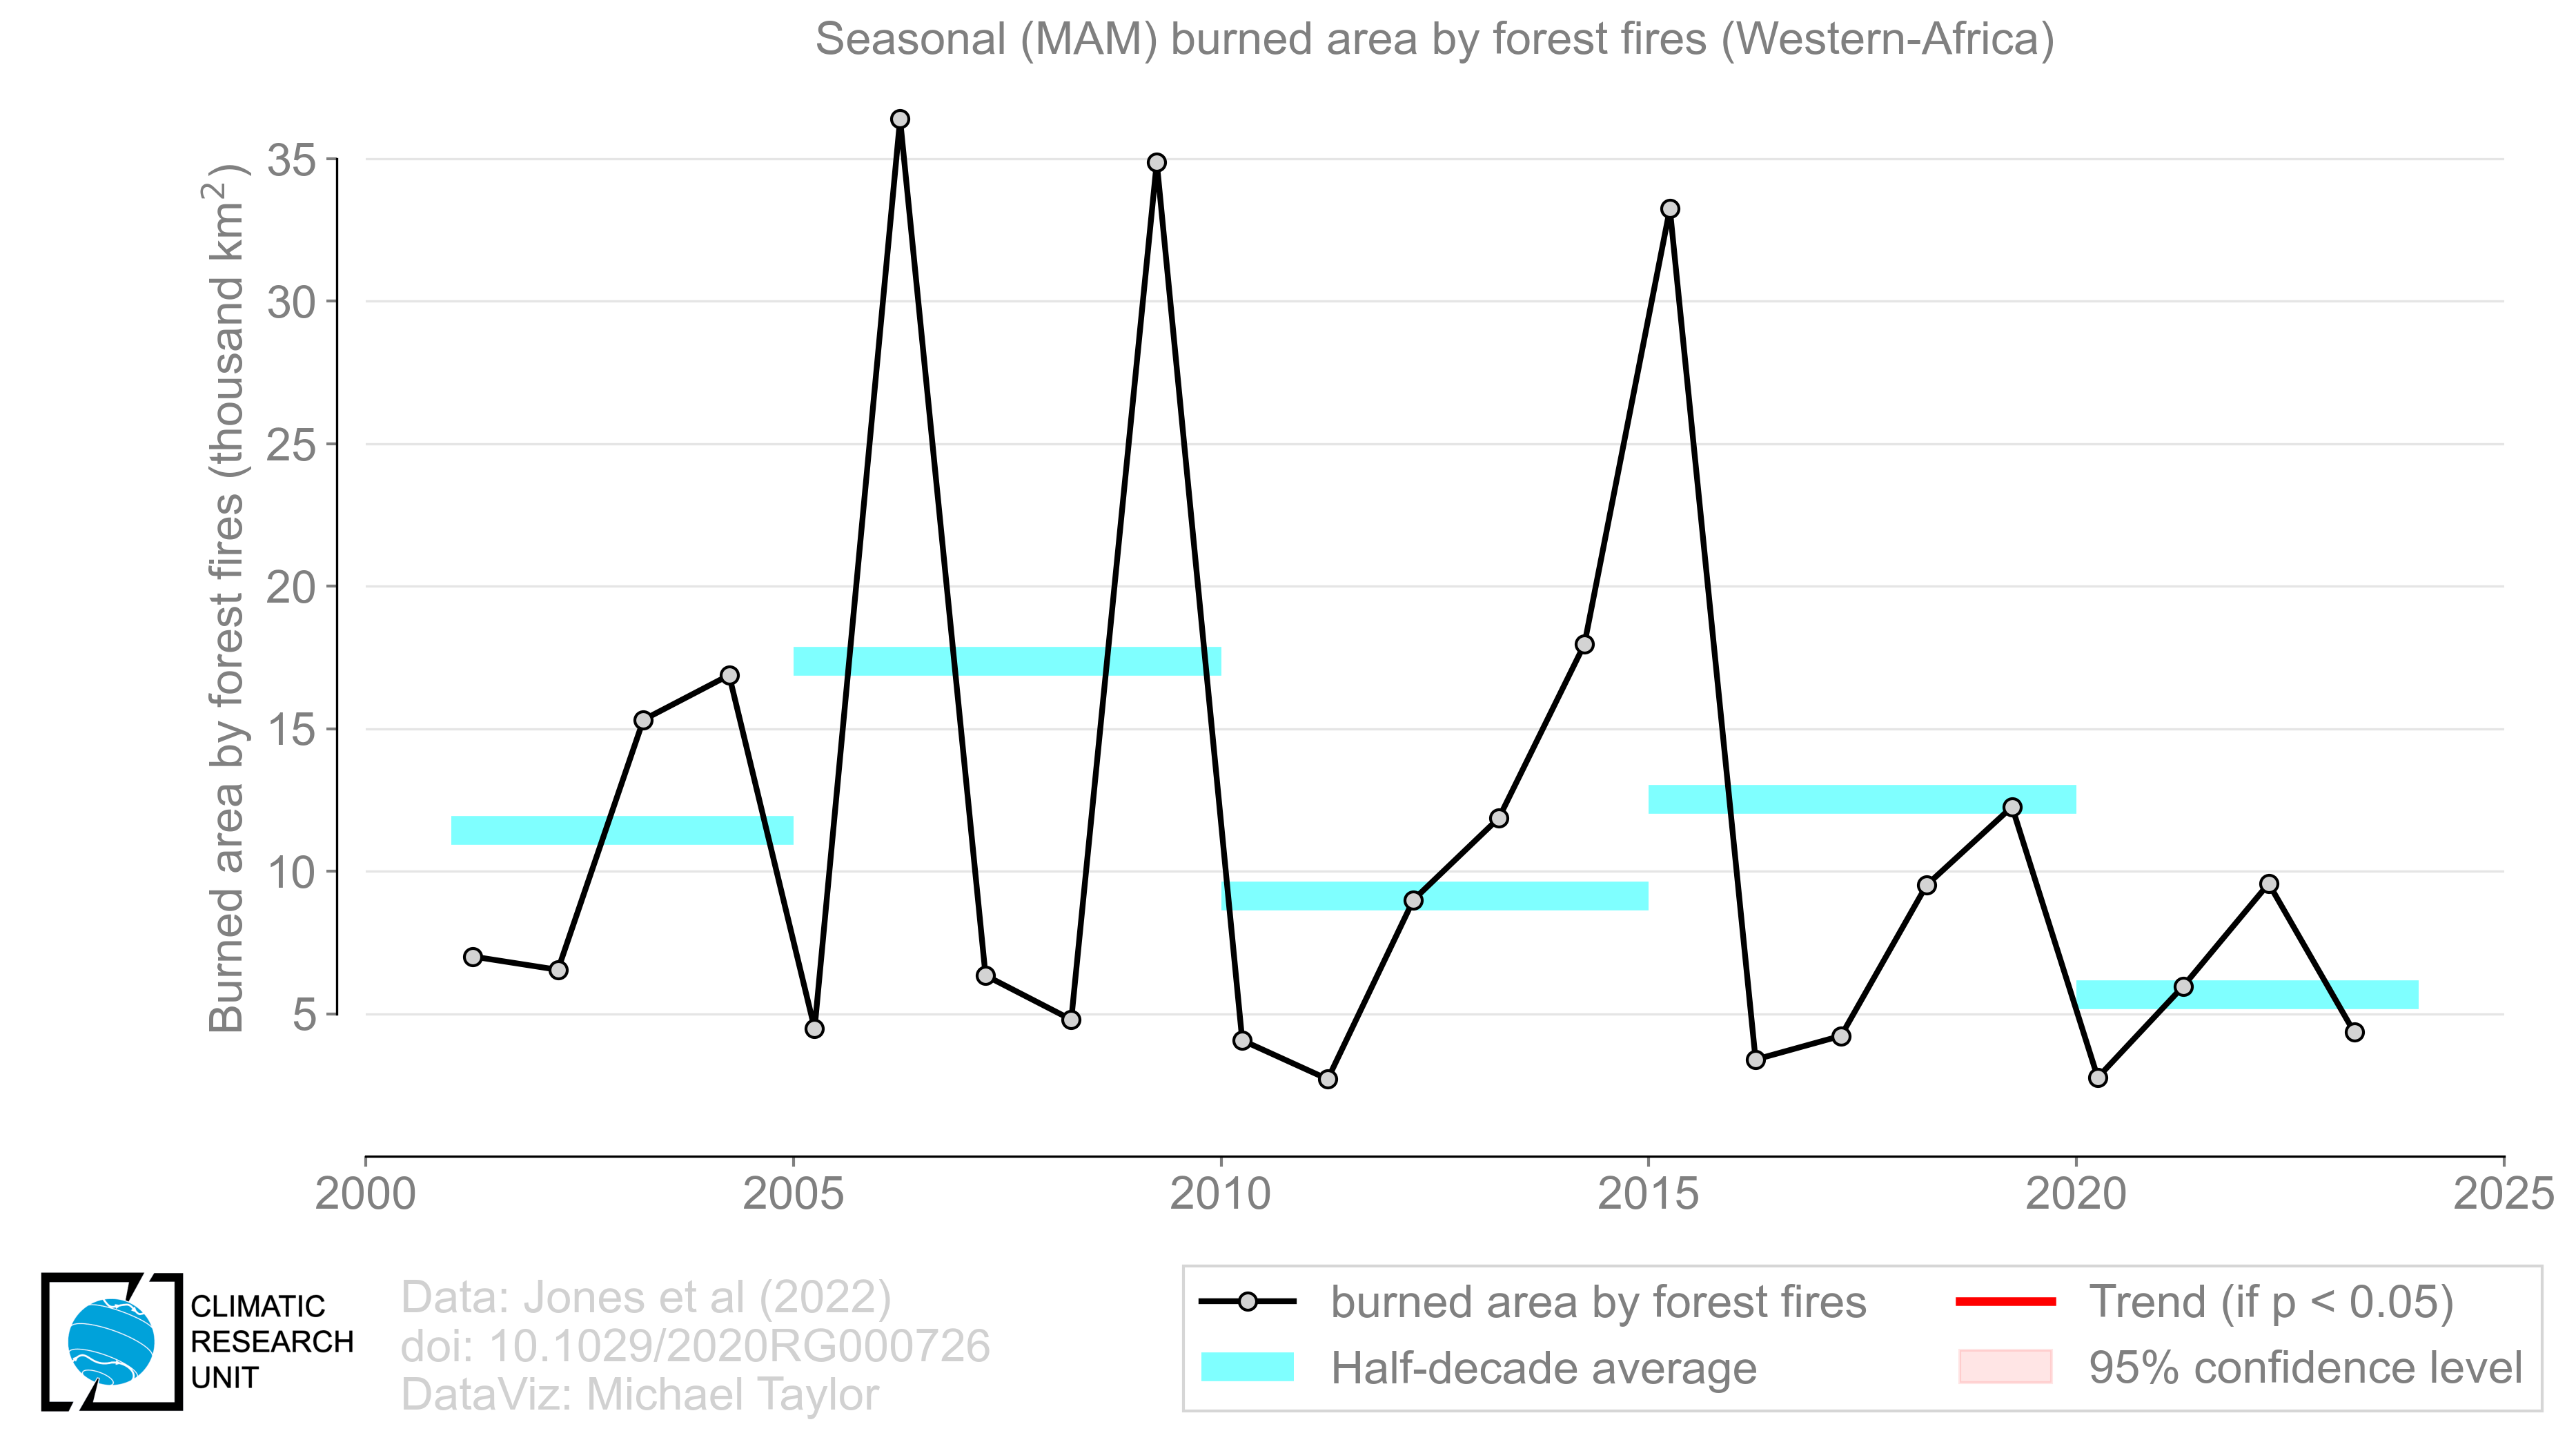 Seasonal (MAM) burned area by forest fires (Western-Africa)
Burned area by forest fires (thousand km²)
35
30
25
20
15
10
5
2000
2005
2010
2015
2020
2025
CLIMATIC
RESEARCH
UNIT
Data: Jones et al (2022)
doi: 10.1029/2020RG000726
DataViz: Michael Taylor
burned area by forest fires
Half-decade average
Trend (if p < 0.05)
95% confidence level